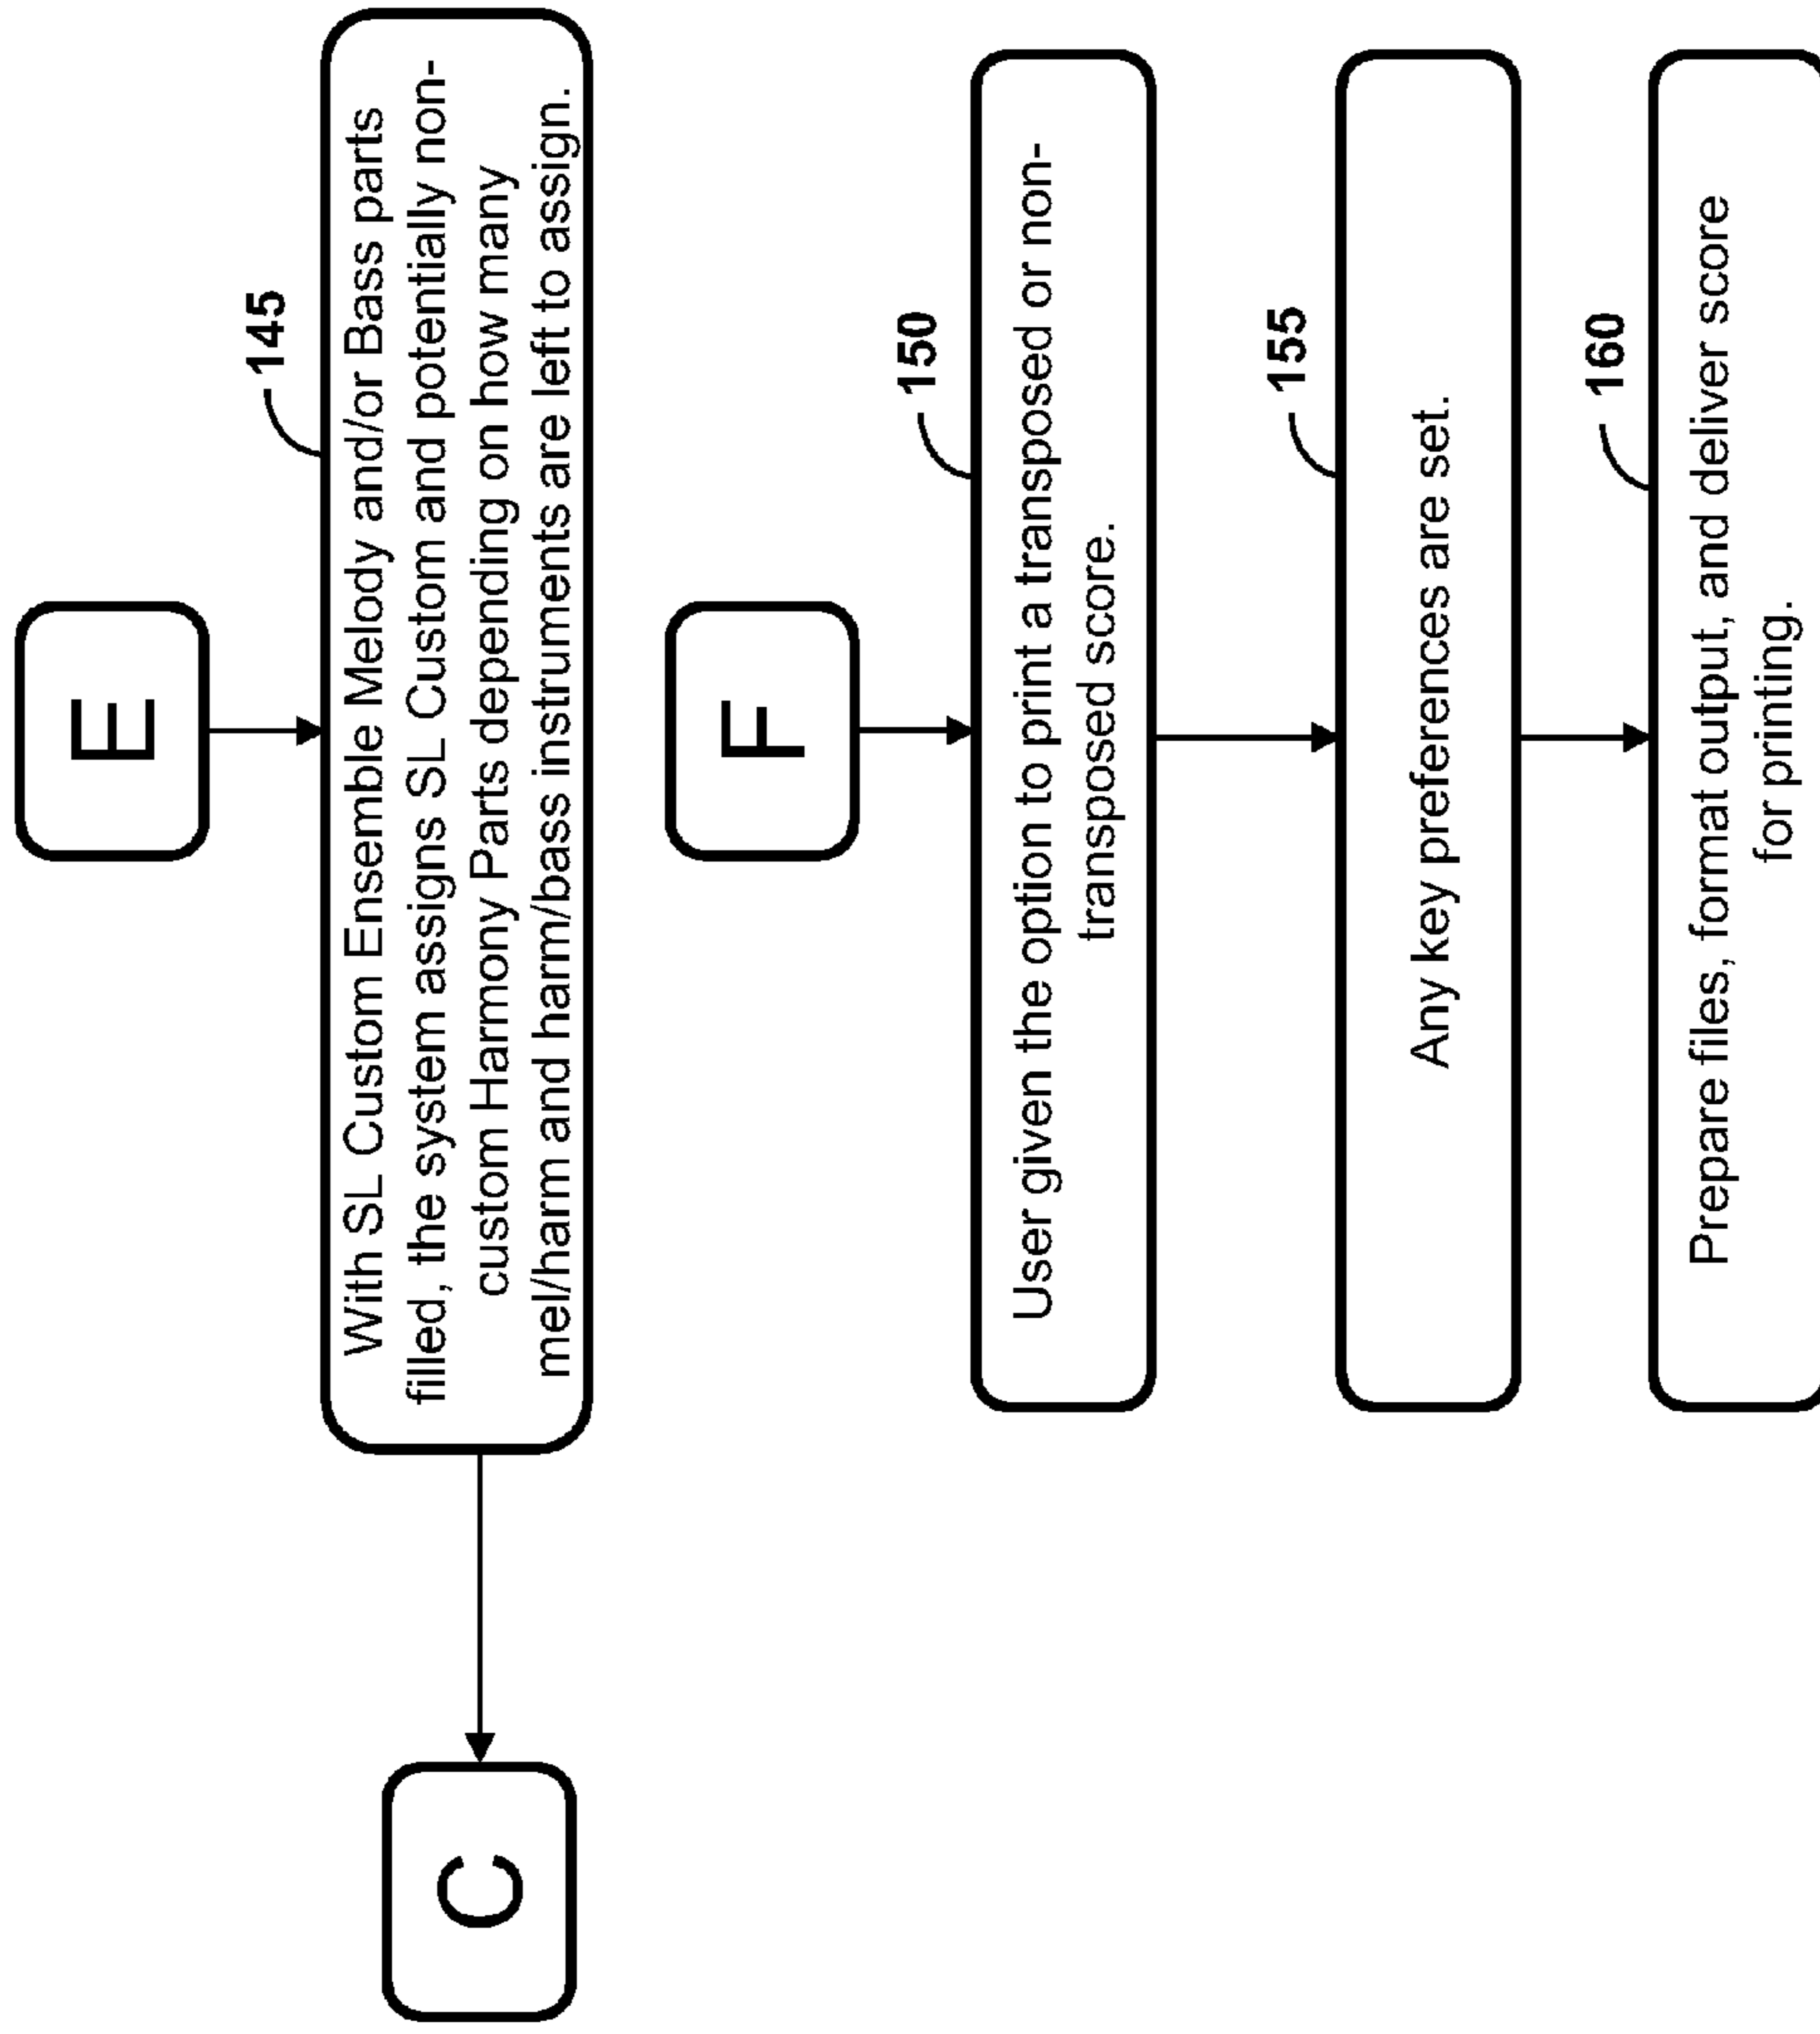 E
145
With SL Custom Ensemble Melody and/or Bass parts
filled, the system assigns SL Custom and potentially non-
custom Harmony Parts depending on how many
mel/harm and harm/bass instruments are left to assign.
C
F
150
User given the option to print a transposed or non-
transposed score.
155
Any key preferences are set.
160
Prepare files, format output, and deliver score
for printing.